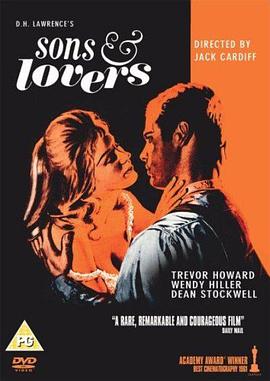 D.H. LAWRENCE'S
sons &
lovers
DIRECTED BY
JACK CARDIFF
TREVOR HOWARD
WENDY HILLER
DEAN STOCKWELL
"A RARE, REMARKABLE AND COURAGEOUS FILM"
DAILY MAIL
PG
DVD
VIDEO
ACADEMY AWARD WINNER
BEST CINEMATOGRAPHY 1961